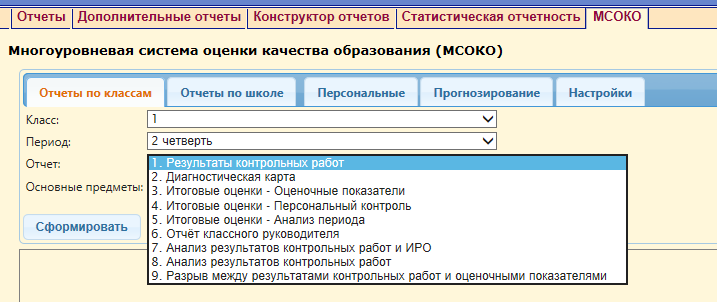 Отчеты Дополнительные отчеты Конструктор отчетов Статистическая отчетность МСОКО
Многоуровневая система оценки качества образования (МСОКО)
Отчеты по классам Отчеты по школе Персональные Прогнозирование Настройки
Класс: 1
Период: 2 четверть
Отчет: 1. Результаты контрольных работ
2. Диагностическая карта
Основные предметы: 3. Итоговые оценки - Оценочные показатели
4. Итоговые оценки - Персональный контроль
5. Итоговые оценки - Анализ периода
Сформировать 6. Отчёт классного руководителя
7. Анализ результатов контрольных работ и ИРО
8. Анализ результатов контрольных работ
9. Разрыв между результатами контрольных работ и оценочными показателями